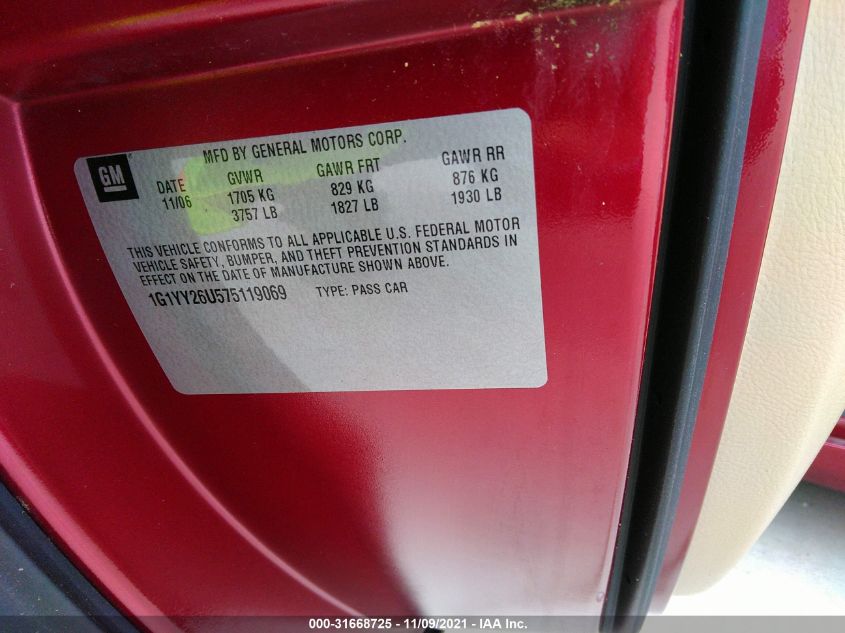 MFD BY GENERAL MOTORS CORP.
GM DATE GVWR GAWR FRT GAWR RR
11/06 1705 KG 829 KG 876 KG
3757 LB 1827 LB 1930 LB
THIS VEHICLE CONFORMS TO ALL APPLICABLE U.S. FEDERAL MOTOR
VEHICLE SAFETY, BUMPER, AND THEFT PREVENTION STANDARDS IN
EFFECT ON THE DATE OF MANUFACTURE SHOWN ABOVE.
1G1YY26U575119069 TYPE: PASS CAR
000-31668725 - 11/09/2021 - IAA Inc.